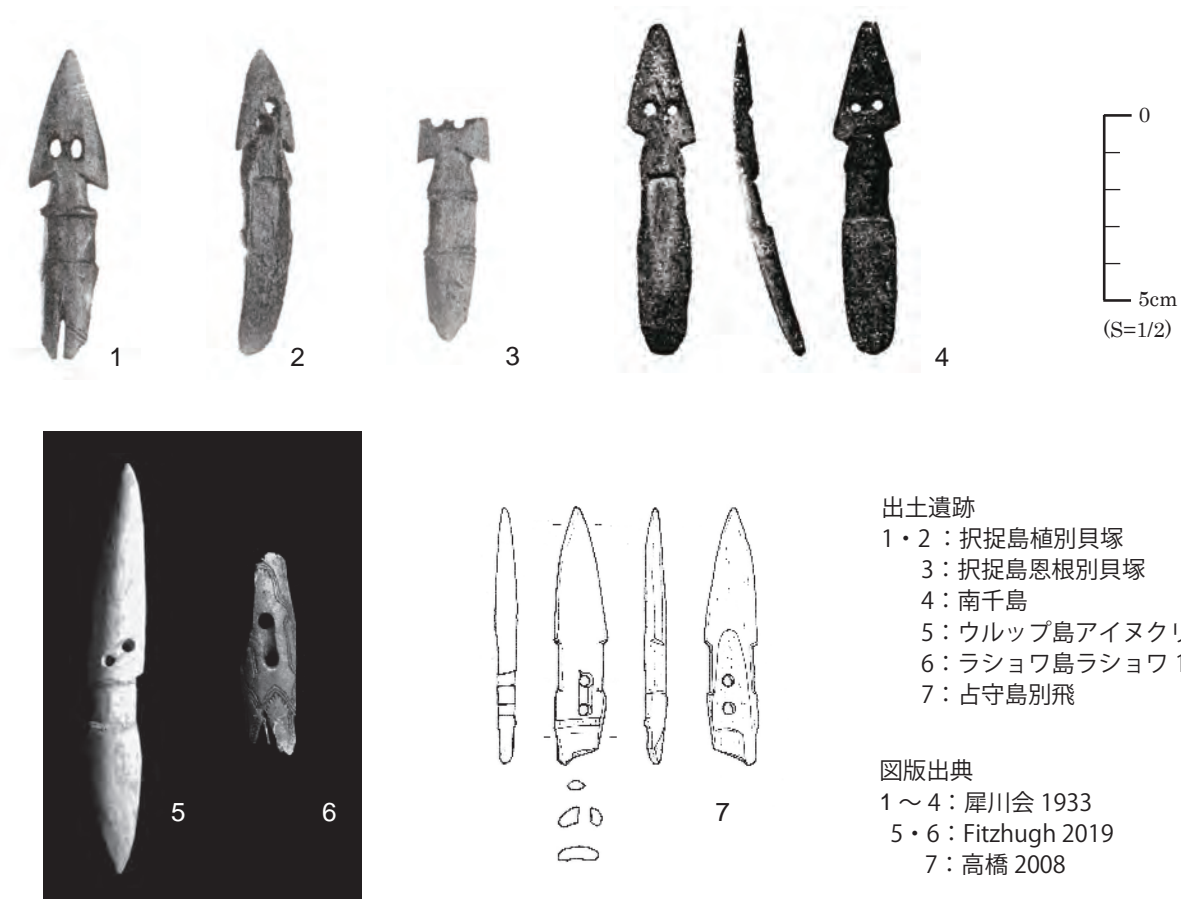 1
2
3
4
0
5cm
(S=1/2)
5
6
7
出土遺跡
1・2：択捉島植別貝塚
3：択捉島恩根別貝塚
4：南千島
5：ウルップ島アイヌクリ
6：ラショワ島ラショワ 1
7：占守島別飛
図版出典
1 ～ 4：犀川会 1933
5・6：Fitzhugh 2019
7：高橋 2008